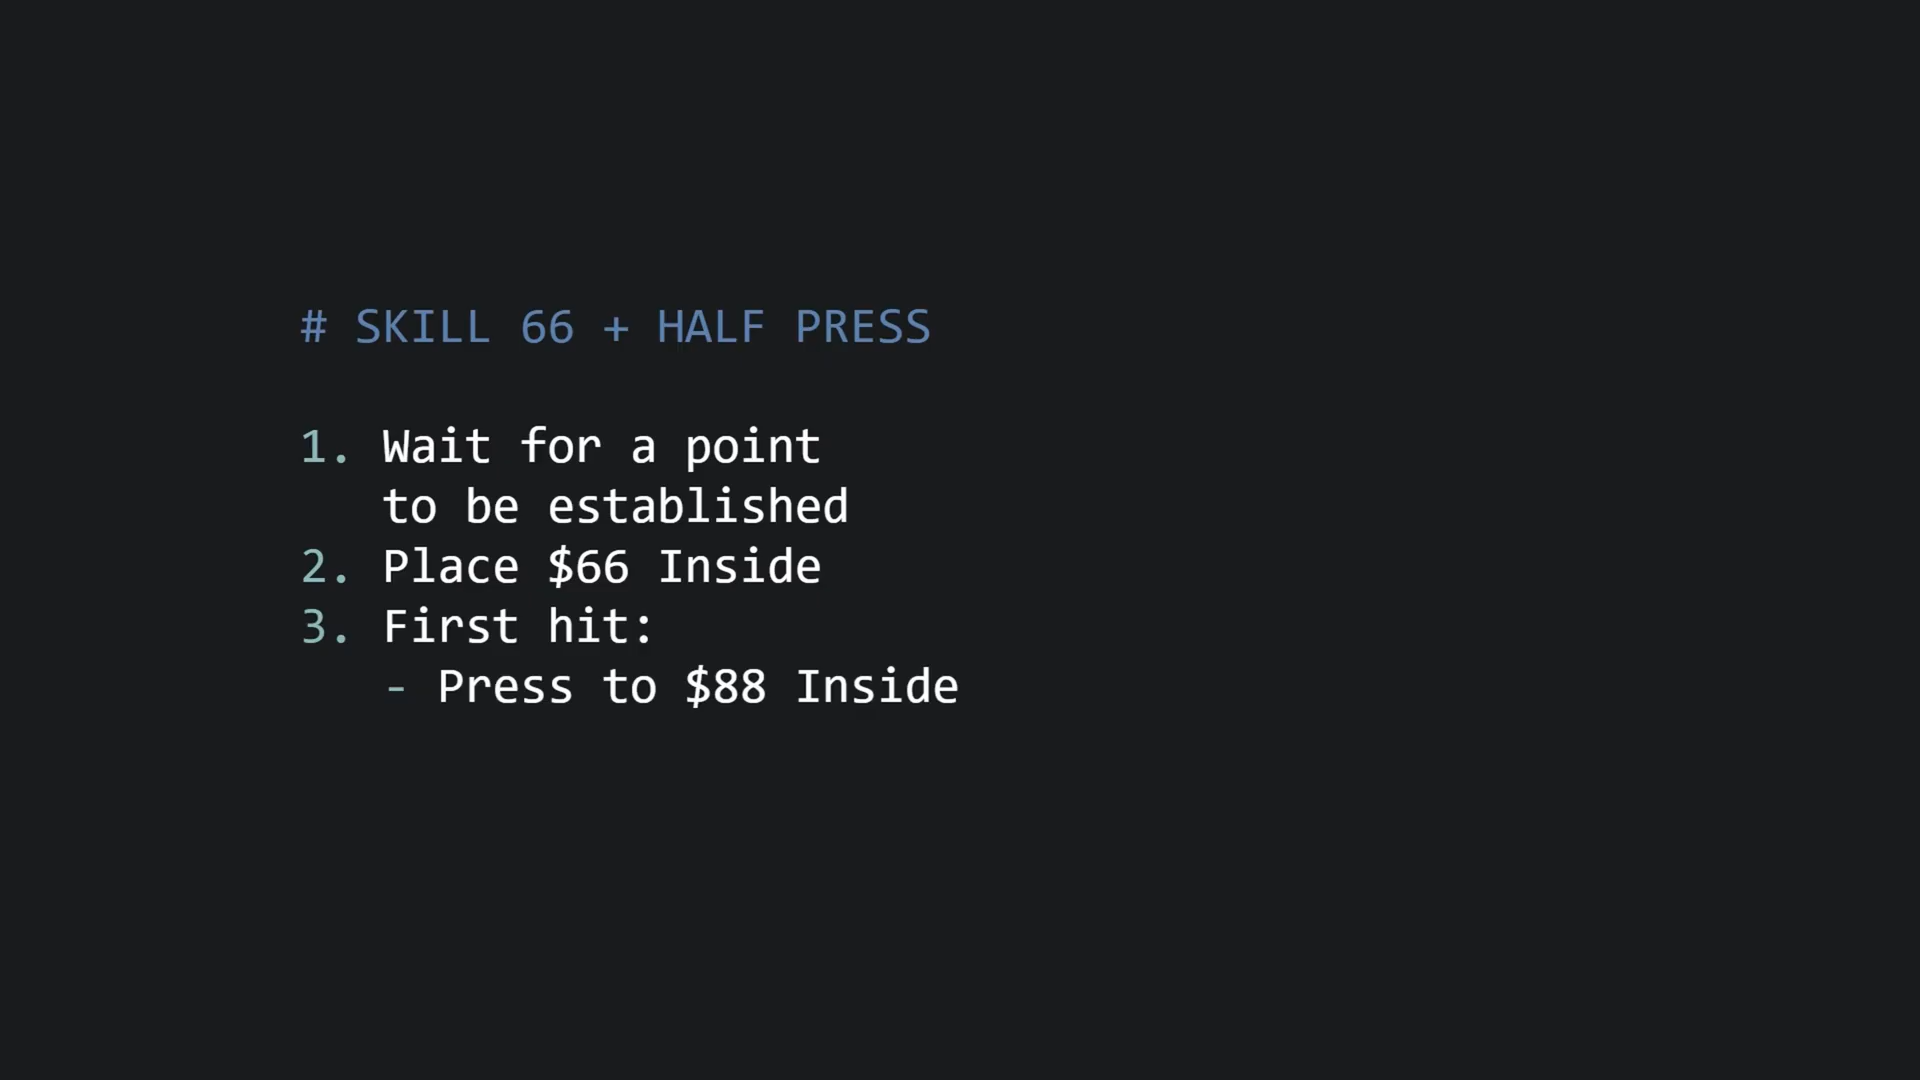 # SKILL 66 + HALF PRESS
1. Wait for a point
to be established
2. Place $66 Inside
3. First hit:
- Press to $88 Inside